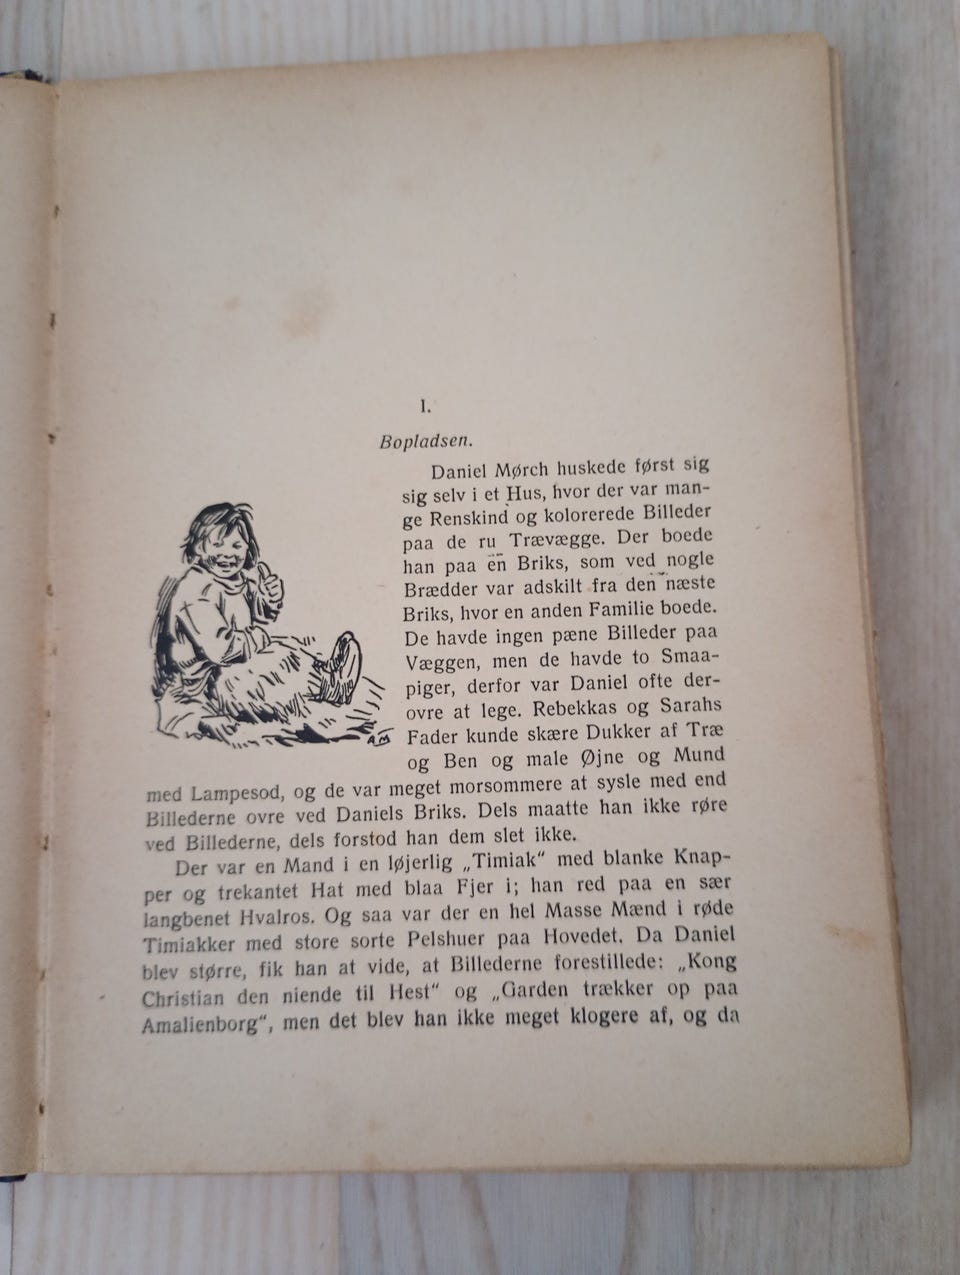 I.
Bopladsen.
Daniel Mørch huskede først sig
sig selv i et Hus, hvor der var man-
ge Renskind og kolorerede Billeder
paa de ru Trævægge. Der boede
han paa en Briks, som ved nogle
Brædder var adskilt fra den næste
Briks, hvor en anden Familie boede.
De havde ingen pæne Billeder paa
Væggen, men de havde to Smaa-
piger, derfor var Daniel ofte der-
ovre at lege. Rebekkas og Sarahs
Fader kunde skære Dukker af Træ
og Ben og male Øjne og Mund
med Lampesod, og de var meget morsommere at sysle med end
Billederne ovre ved Daniels Briks. Dels maatte han ikke røre
ved Billederne, dels forstod han dem slet ikke.
Der var en Mand i en løjerlig „Timiak“ med blanke Knap-
per og trekantet Hat med blaa Fjer i; han red paa en sær
langbenet Hvalros. Og saa var der en hel Masse Mænd i røde
Timiakker med store sorte Pelshuer paa Hovedet. Da Daniel
blev større, fik han at vide, at Billederne forestillede: „Kong
Christian den niende til Hest“ og „Garden trækker op paa
Amalienborg“, men det blev han ikke meget klogere af, og da
AM